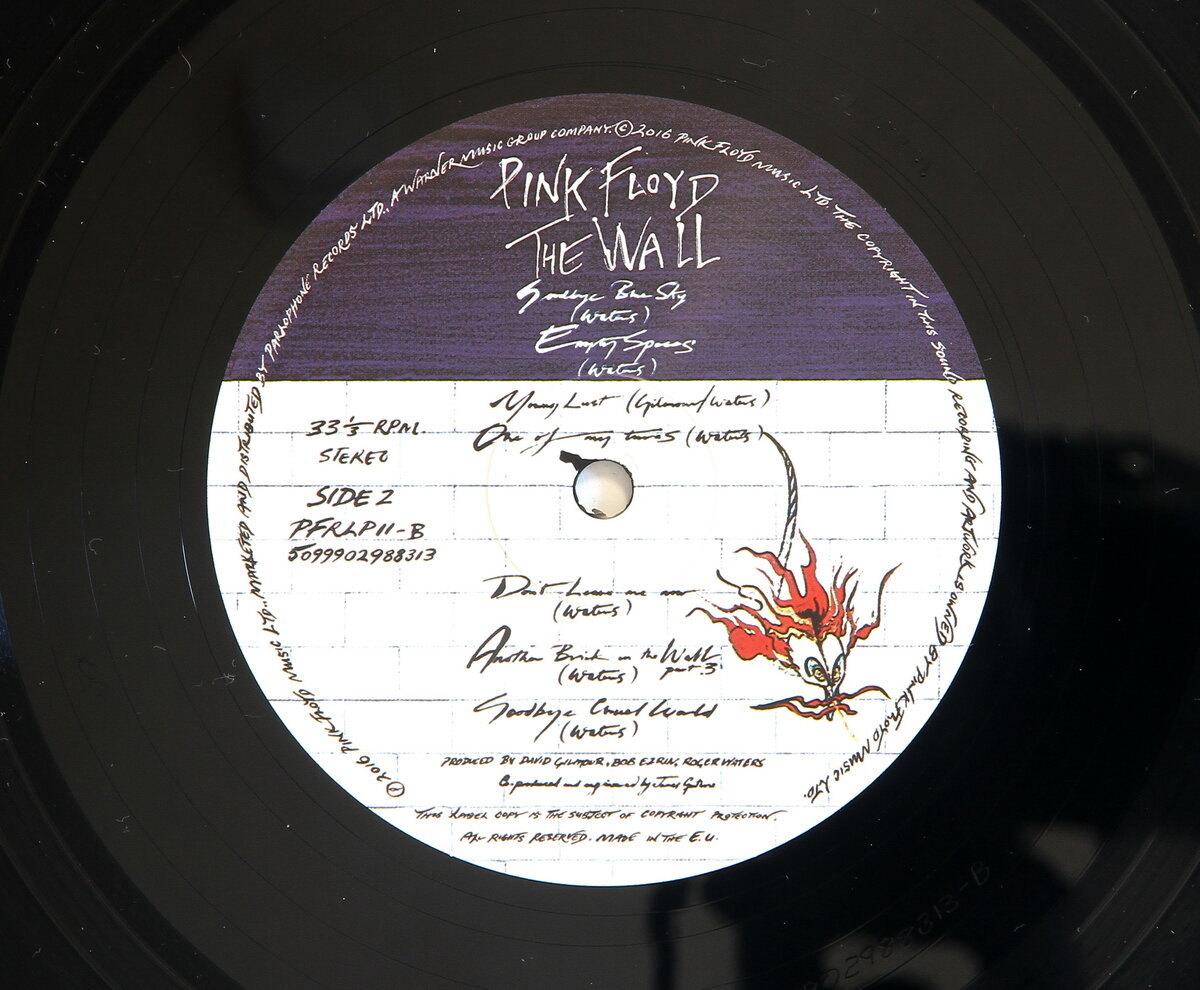 PINK FLOYD
THE WALL
Goodbye Blue Sky
(Waters)
Empty Spaces
(Waters)
Young Lust (Gilmour/Waters)
One of my turns (Waters)
33 1/3 RPM.
STEREO
SIDE 2
PFRLP11-B
5099902988313
Don't Leave me now
(Waters)
Another Brick in the Wall
part.3
(Waters)
Goodbye Cruel World
(Waters)
PRODUCED BY DAVID GILMOUR, BOB EZRIN, ROGER WATERS
Co-produced and engineered by James Guthrie
THIS LABEL COPY IS THE SUBJECT OF COPYRIGHT PROTECTION.
ALL RIGHTS RESERVED. MADE IN THE E.U.
Ⓟ 2016 PINK FLOYD MUSIC LTD., MARKETED AND DISTRIBUTED BY PARLOPHONE RECORDS LTD., A WARNER MUSIC GROUP COMPANY. © 2016 PINK FLOYD MUSIC LTD. THE COPYRIGHT IN THIS SOUND RECORDING AND ARTWORK IS OWNED BY PINK FLOYD MUSIC LTD.
02988313-B